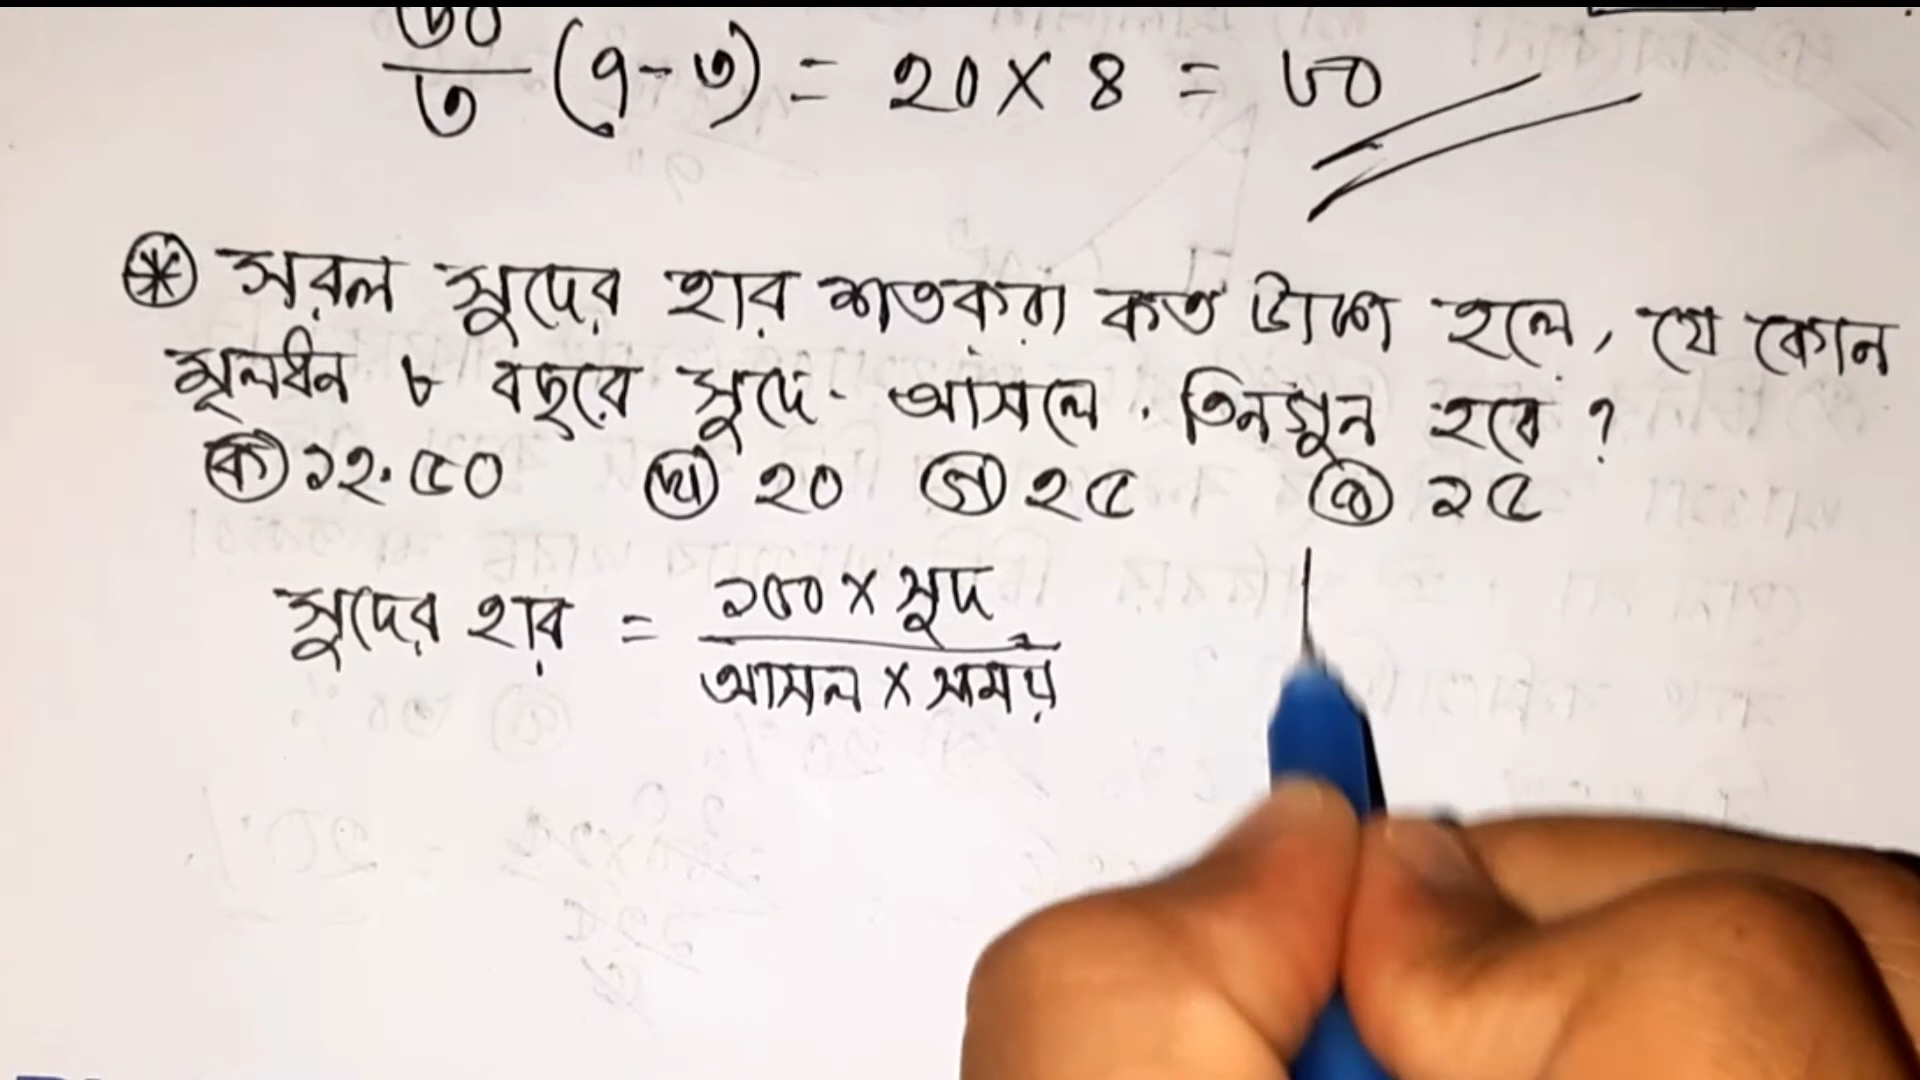 ৬০/৩ (৭-৩) = ২০ × ৪ = ৮০
সরল সুদের হার শতকরা কত টাকা হলে, যে কোন
মূলধন ৮ বছরে সুদে-আসলে তিনগুন হবে ?
ক ১২.৫০ খ ২০ গ ২৫ ঘ ১৫
সুদের হার = ১০০ × সুদ
আসল × সময়